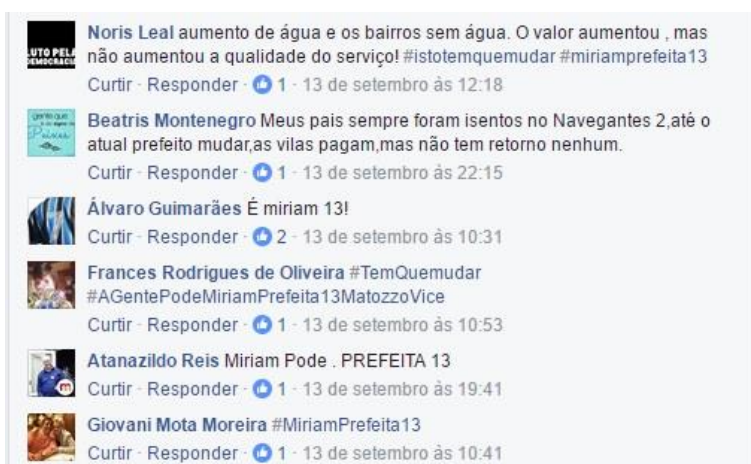 Noris Leal aumento de água e os bairros sem água. O valor aumentou , mas
não aumentou a qualidade do serviço! #istotemquemudar #miriamprefeita13
Curtir · Responder · 1 · 13 de setembro às 12:18
LUTO PELA
DEMOCRACIA
Beatris Montenegro Meus pais sempre foram isentos no Navegantes 2,até o
atual prefeito mudar,as vilas pagam,mas não tem retorno nenhum.
Curtir · Responder · 1 · 13 de setembro às 22:15
Álvaro Guimarães É miriam 13!
Curtir · Responder · 2 · 13 de setembro às 10:31
Frances Rodrigues de Oliveira #TemQuemudar
#AGentePodeMiriamPrefeita13MatozzoVice
Curtir · Responder · 1 · 13 de setembro às 10:53
Atanazildo Reis Miriam Pode . PREFEITA 13
Curtir · Responder · 1 · 13 de setembro às 19:41
Giovani Mota Moreira #MiriamPrefeita13
Curtir · Responder · 1 · 13 de setembro às 10:41